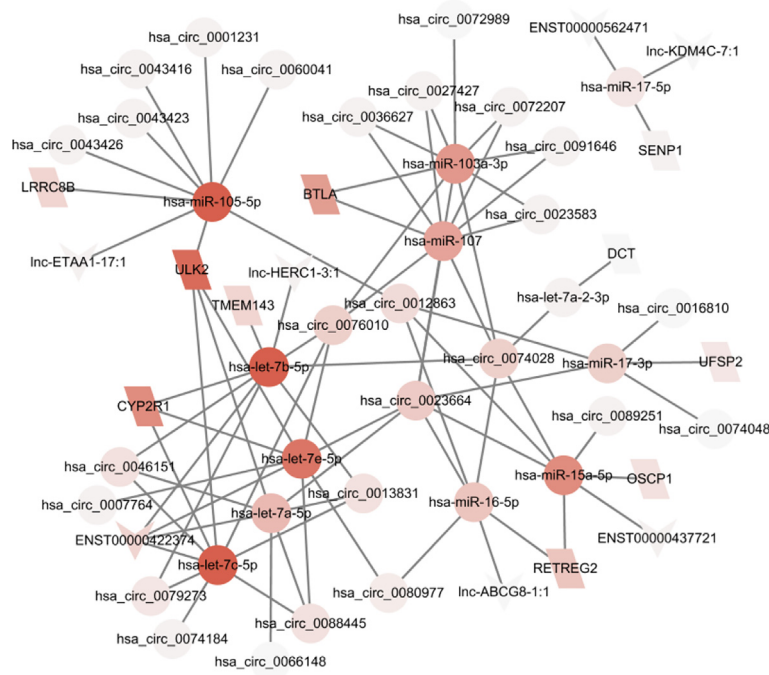 hsa_circ_0072989
ENST00000562471
hsa_circ_0001231
lnc-KDM4C-7:1
hsa_circ_0043416
hsa_circ_0060041
hsa-miR-17-5p
hsa_circ_0027427
hsa_circ_0072207
hsa_circ_0043423
hsa_circ_0036627
hsa_circ_0043426
hsa_circ_0091646
SENP1
hsa-miR-103a-3p
LRRC8B
BTLA
hsa-miR-105-5p
hsa_circ_0023583
hsa-miR-107
DCT
lnc-ETAA1-17:1
ULK2
lnc-HERC1-3:1
hsa-let-7a-2-3p
TMEM143
hsa_circ_0012863
hsa_circ_0016810
hsa_circ_0076010
hsa_circ_0074028
hsa-miR-17-3p
UFSP2
hsa-let-7b-5p
hsa_circ_0023664
CYP2R1
hsa_circ_0089251
hsa_circ_0074048
hsa-let-7e-5p
hsa_circ_0046151
hsa-miR-15a-5p
OSCP1
hsa_circ_0013831
hsa_circ_0007764
hsa-miR-16-5p
hsa-let-7a-5p
ENST00000422374
ENST00000437721
hsa-let-7c-5p
RETREG2
lnc-ABCG8-1:1
hsa_circ_0079273
hsa_circ_0080977
hsa_circ_0088445
hsa_circ_0074184
hsa_circ_0066148